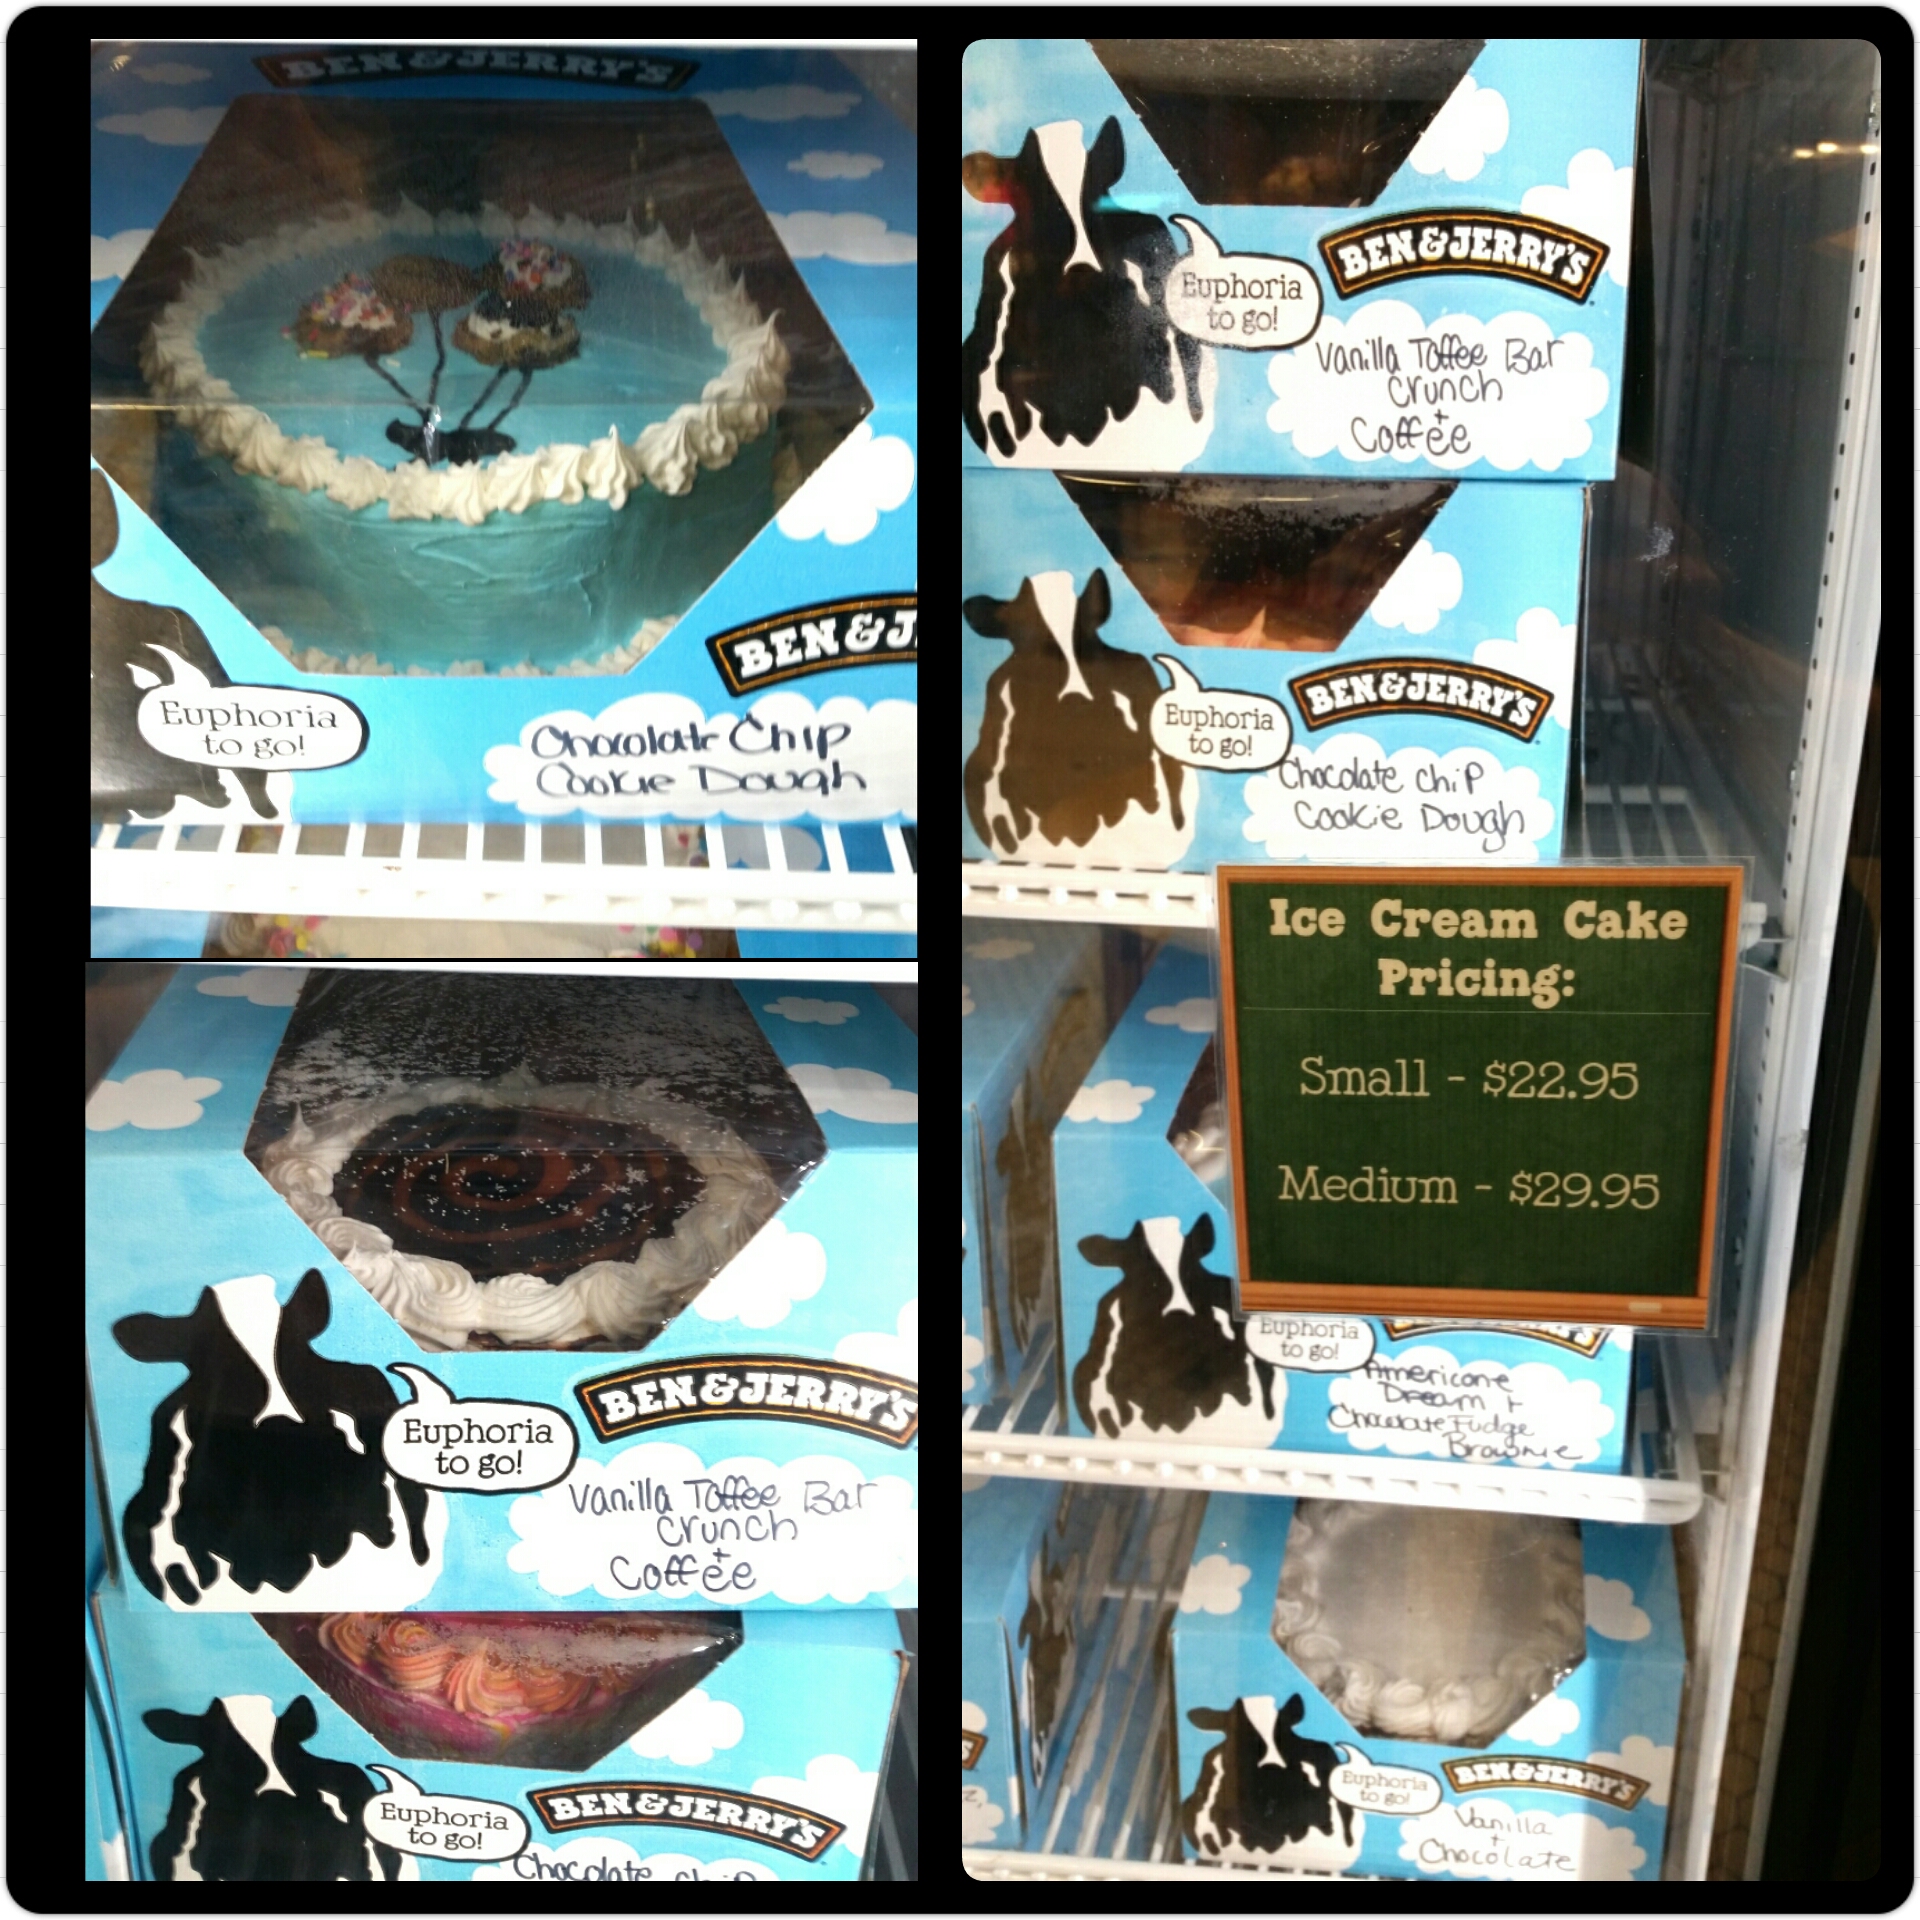 BEN & JERRY'S
BEN & J
Euphoria
to go!
Chocolate Chip
Cookie Dough
BEN & JERRY'S
Euphoria
to go!
Vanilla Toffee Bar
Crunch
+
Coffee
BEN & JERRY'S
Euphoria
to go!
Chocolate Chip
BEN & JERRY'S
Euphoria
to go!
Vanilla Toffee Bar
Crunch
+
Coffee
BEN & JERRY'S
Euphoria
to go!
Chocolate Chip
Cookie Dough
Ice Cream Cake
Pricing:
Small - $22.95
Medium - $29.95
Euphoria
to go!
Americone
Dream +
Chocolate Fudge
Brownie
BEN & JERRY'S
Euphoria
to go!
Vanilla
+
Chocolate